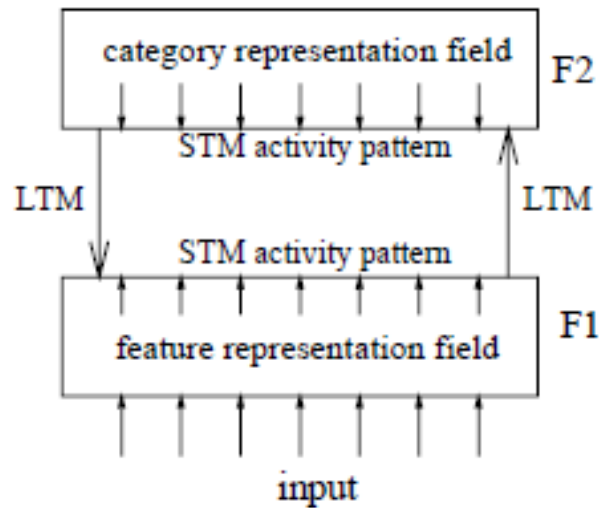 category representation field
F2
STM activity pattern
LTM
LTM
STM activity pattern
F1
feature representation field
input